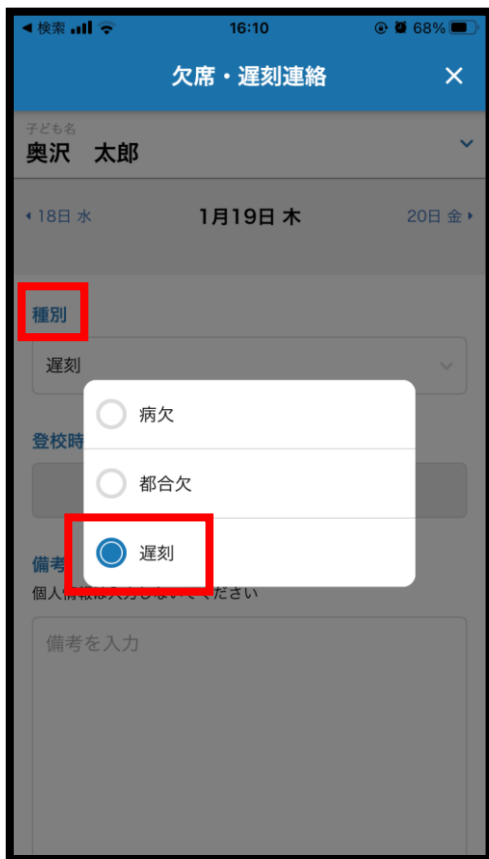 検索 16:10 68%
欠席・遅刻連絡 ×
子ども名
奥沢 太郎
18日 水 1月19日 木 20日 金
種別
遅刻
病欠
登校時
都合欠
遅刻
備考
個人情報は入力しないでください
備考を入力